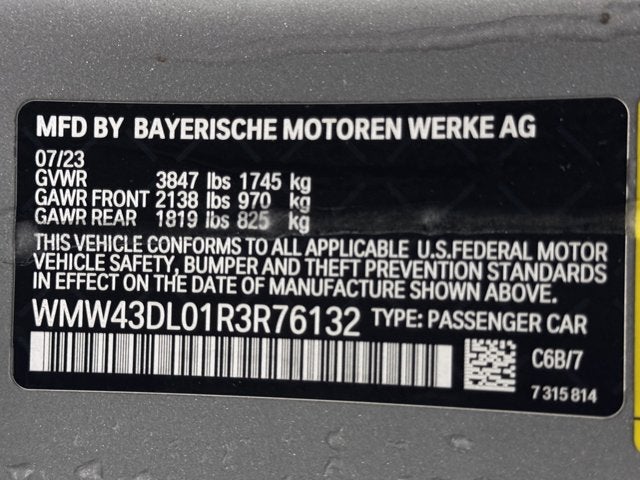 MFD BY BAYERISCHE MOTOREN WERKE AG
07/23
GVWR 3847 lbs 1745 kg
GAWR FRONT 2138 lbs 970 kg
GAWR REAR 1819 lbs 825 kg
THIS VEHICLE CONFORMS TO ALL APPLICABLE U.S.FEDERAL MOTOR
VEHICLE SAFETY, BUMPER AND THEFT PREVENTION STANDARDS
IN EFFECT ON THE DATE OF MANUFACTURE SHOWN ABOVE.
WMW43DL01R3R76132 TYPE: PASSENGER CAR
C6B/7
7 315 814